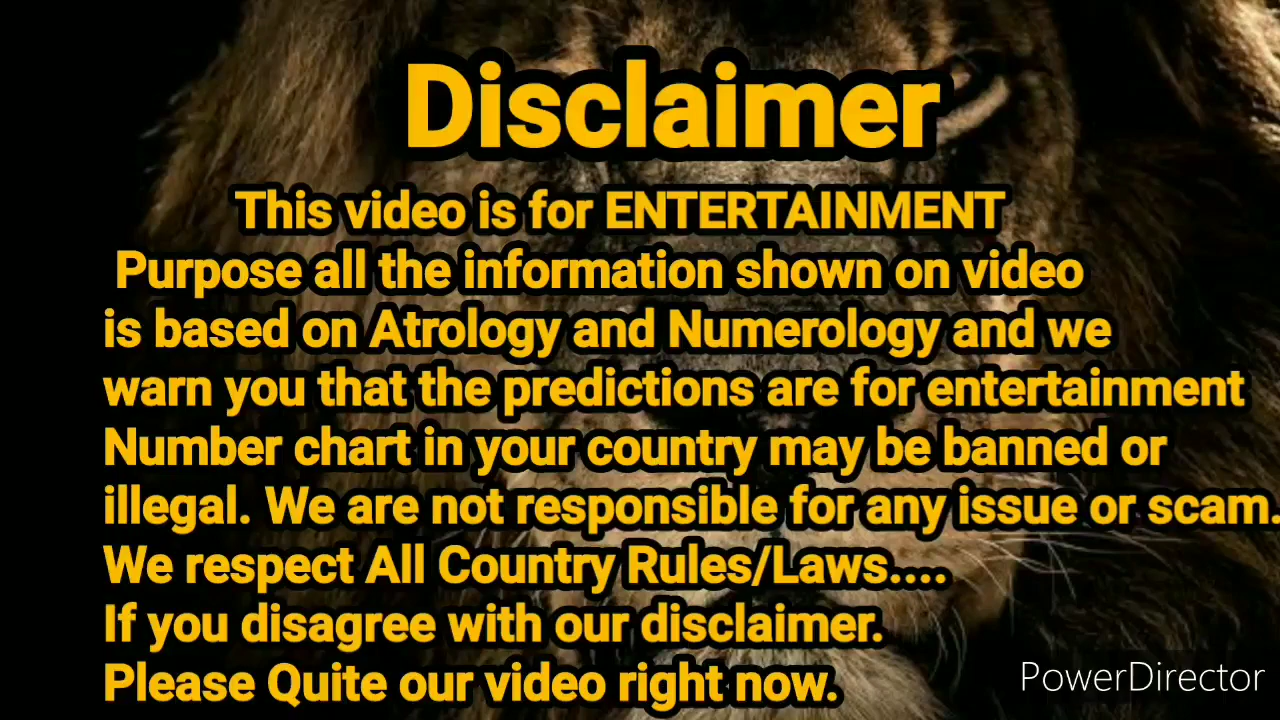 Disclaimer
This video is for ENTERTAINMENT
Purpose all the information shown on video
is based on Atrology and Numerology and we
warn you that the predictions are for entertainment
Number chart in your country may be banned or
illegal. We are not responsible for any issue or scam.
We respect All Country Rules/Laws....
If you disagree with our disclaimer.
Please Quite our video right now.
PowerDirector